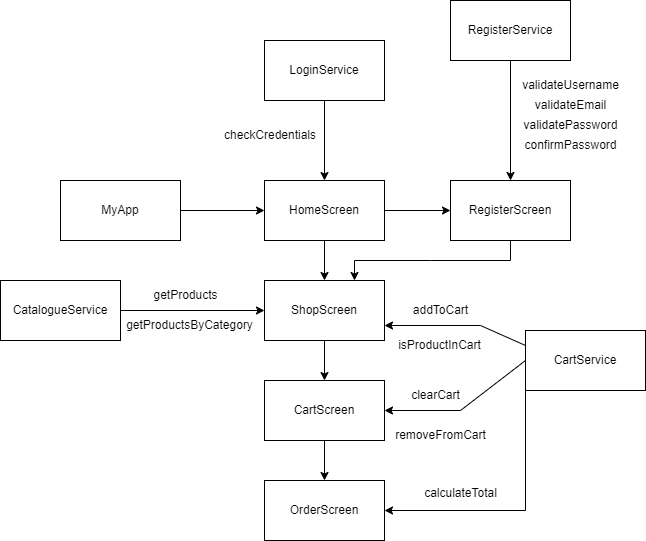 RegisterService
LoginService
validateUsername
validateEmail
validatePassword
confirmPassword
checkCredentials
MyApp
HomeScreen
RegisterScreen
CatalogueService
getProducts
getProductsByCategory
ShopScreen
addToCart
isProductInCart
CartService
CartScreen
clearCart
removeFromCart
calculateTotal
OrderScreen